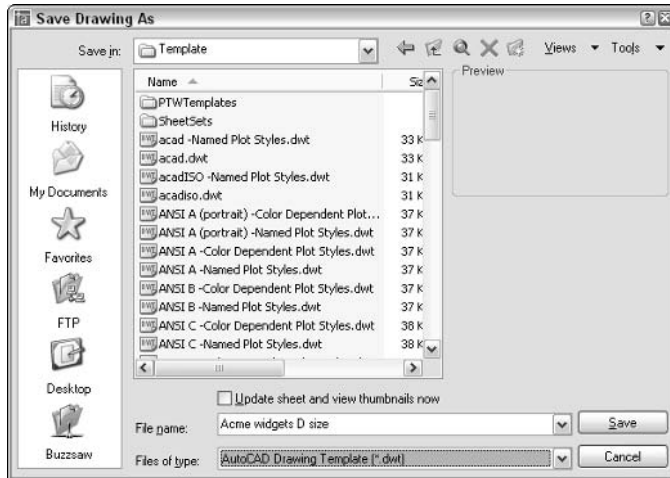 Save Drawing As
Save in:
Template
Views
Tools
History
My Documents
Favorites
FTP
Desktop
Buzzsaw
Name
PTWTemplates
SheetSets
acad -Named Plot Styles.dwt 33 K
acad.dwt 33 K
acadISO -Named Plot Styles.dwt 31 K
acadiso.dwt 31 K
ANSI A (portrait) -Color Dependent Plot... 37 K
ANSI A (portrait) -Named Plot Styles.dwt 37 K
ANSI A -Color Dependent Plot Styles.dwt 37 K
ANSI A -Named Plot Styles.dwt 37 K
ANSI B -Color Dependent Plot Styles.dwt 37 K
ANSI B -Named Plot Styles.dwt 37 K
ANSI C -Color Dependent Plot Styles.dwt 38 K
ANSI C -Named Plot Styles.dwt 38 K
Preview
Update sheet and view thumbnails now
File name: Acme widgets D size
Save
Files of type: AutoCAD Drawing Template (*.dwt)
Cancel